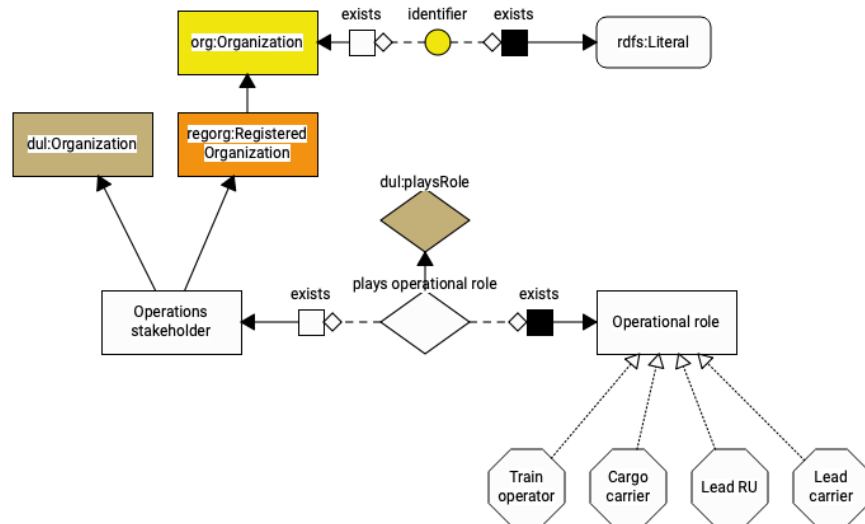 exists identifier exists
org:Organization
rdfs:Literal
dul:Organization
regorg:Registered
Organization
dul:playsRole
plays operational role
exists
exists
Operations
stakeholder
Operational role
Train
operator
Cargo
carrier
Lead RU
Lead
carrier